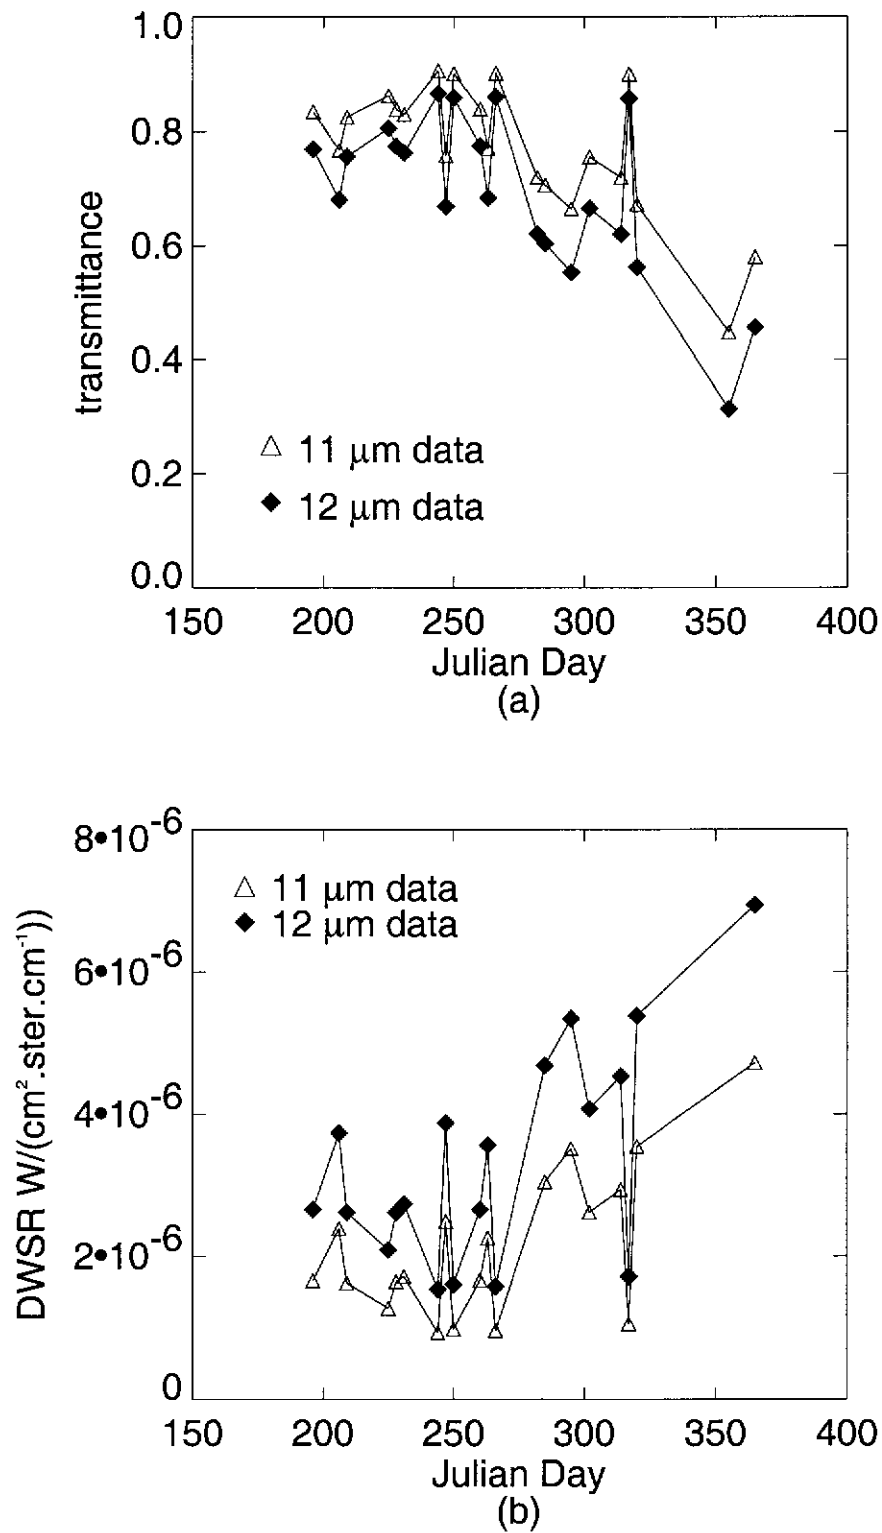 1.0
0.8
0.6
0.4
0.2
0.0
transmittance
△ 11 μm data
◆ 12 μm data
150 200 250 300 350 400
Julian Day
(a)
8•10⁻⁶
6•10⁻⁶
4•10⁻⁶
2•10⁻⁶
0
DWSR W/(cm².ster.cm⁻¹))
△ 11 μm data
◆ 12 μm data
150 200 250 300 350 400
Julian Day
(b)